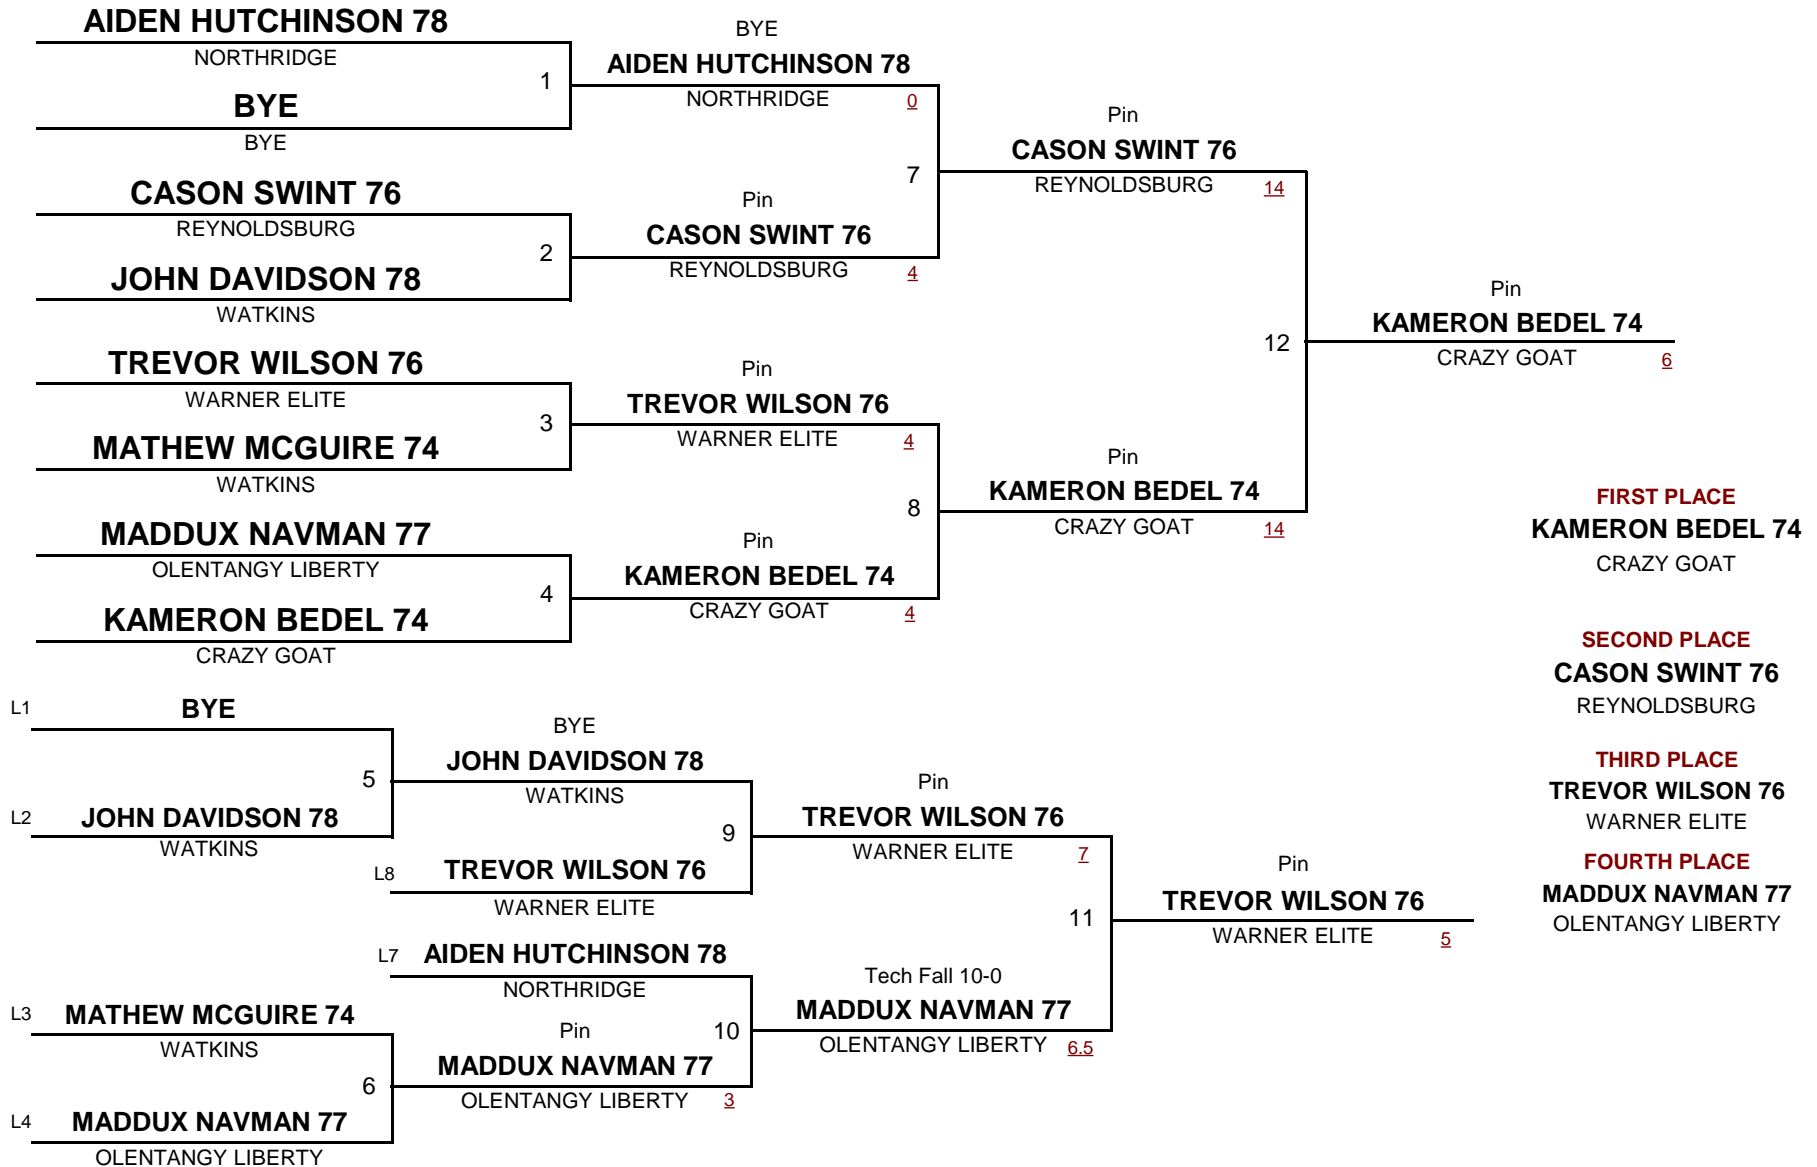 AIDEN HUTCHINSON 78
NORTHRIDGE
1
BYE
BYE
CASON SWINT 76
REYNOLDSBURG
2
JOHN DAVIDSON 78
WATKINS
TREVOR WILSON 76
WARNER ELITE
3
MATHEW MCGUIRE 74
WATKINS
MADDUX NAVMAN 77
OLENTANGY LIBERTY
4
KAMERON BEDEL 74
CRAZY GOAT
BYE
AIDEN HUTCHINSON 78
NORTHRIDGE 0
7
Pin
CASON SWINT 76
REYNOLDSBURG 4
Pin
TREVOR WILSON 76
WARNER ELITE 4
8
Pin
KAMERON BEDEL 74
CRAZY GOAT 4
Pin
CASON SWINT 76
REYNOLDSBURG 14
12
Pin
KAMERON BEDEL 74
CRAZY GOAT 14
Pin
KAMERON BEDEL 74
CRAZY GOAT 6
L1 BYE
5
L2 JOHN DAVIDSON 78
WATKINS
L3 MATHEW MCGUIRE 74
WATKINS
6
L4 MADDUX NAVMAN 77
OLENTANGY LIBERTY
BYE
JOHN DAVIDSON 78
WATKINS
9
L8 TREVOR WILSON 76
WARNER ELITE
L7 AIDEN HUTCHINSON 78
NORTHRIDGE
10
Pin
MADDUX NAVMAN 77
OLENTANGY LIBERTY 3
Pin
TREVOR WILSON 76
WARNER ELITE 7
11
Tech Fall 10-0
MADDUX NAVMAN 77
OLENTANGY LIBERTY 6.5
Pin
TREVOR WILSON 76
WARNER ELITE 5
FIRST PLACE
KAMERON BEDEL 74
CRAZY GOAT
SECOND PLACE
CASON SWINT 76
REYNOLDSBURG
THIRD PLACE
TREVOR WILSON 76
WARNER ELITE
FOURTH PLACE
MADDUX NAVMAN 77
OLENTANGY LIBERTY